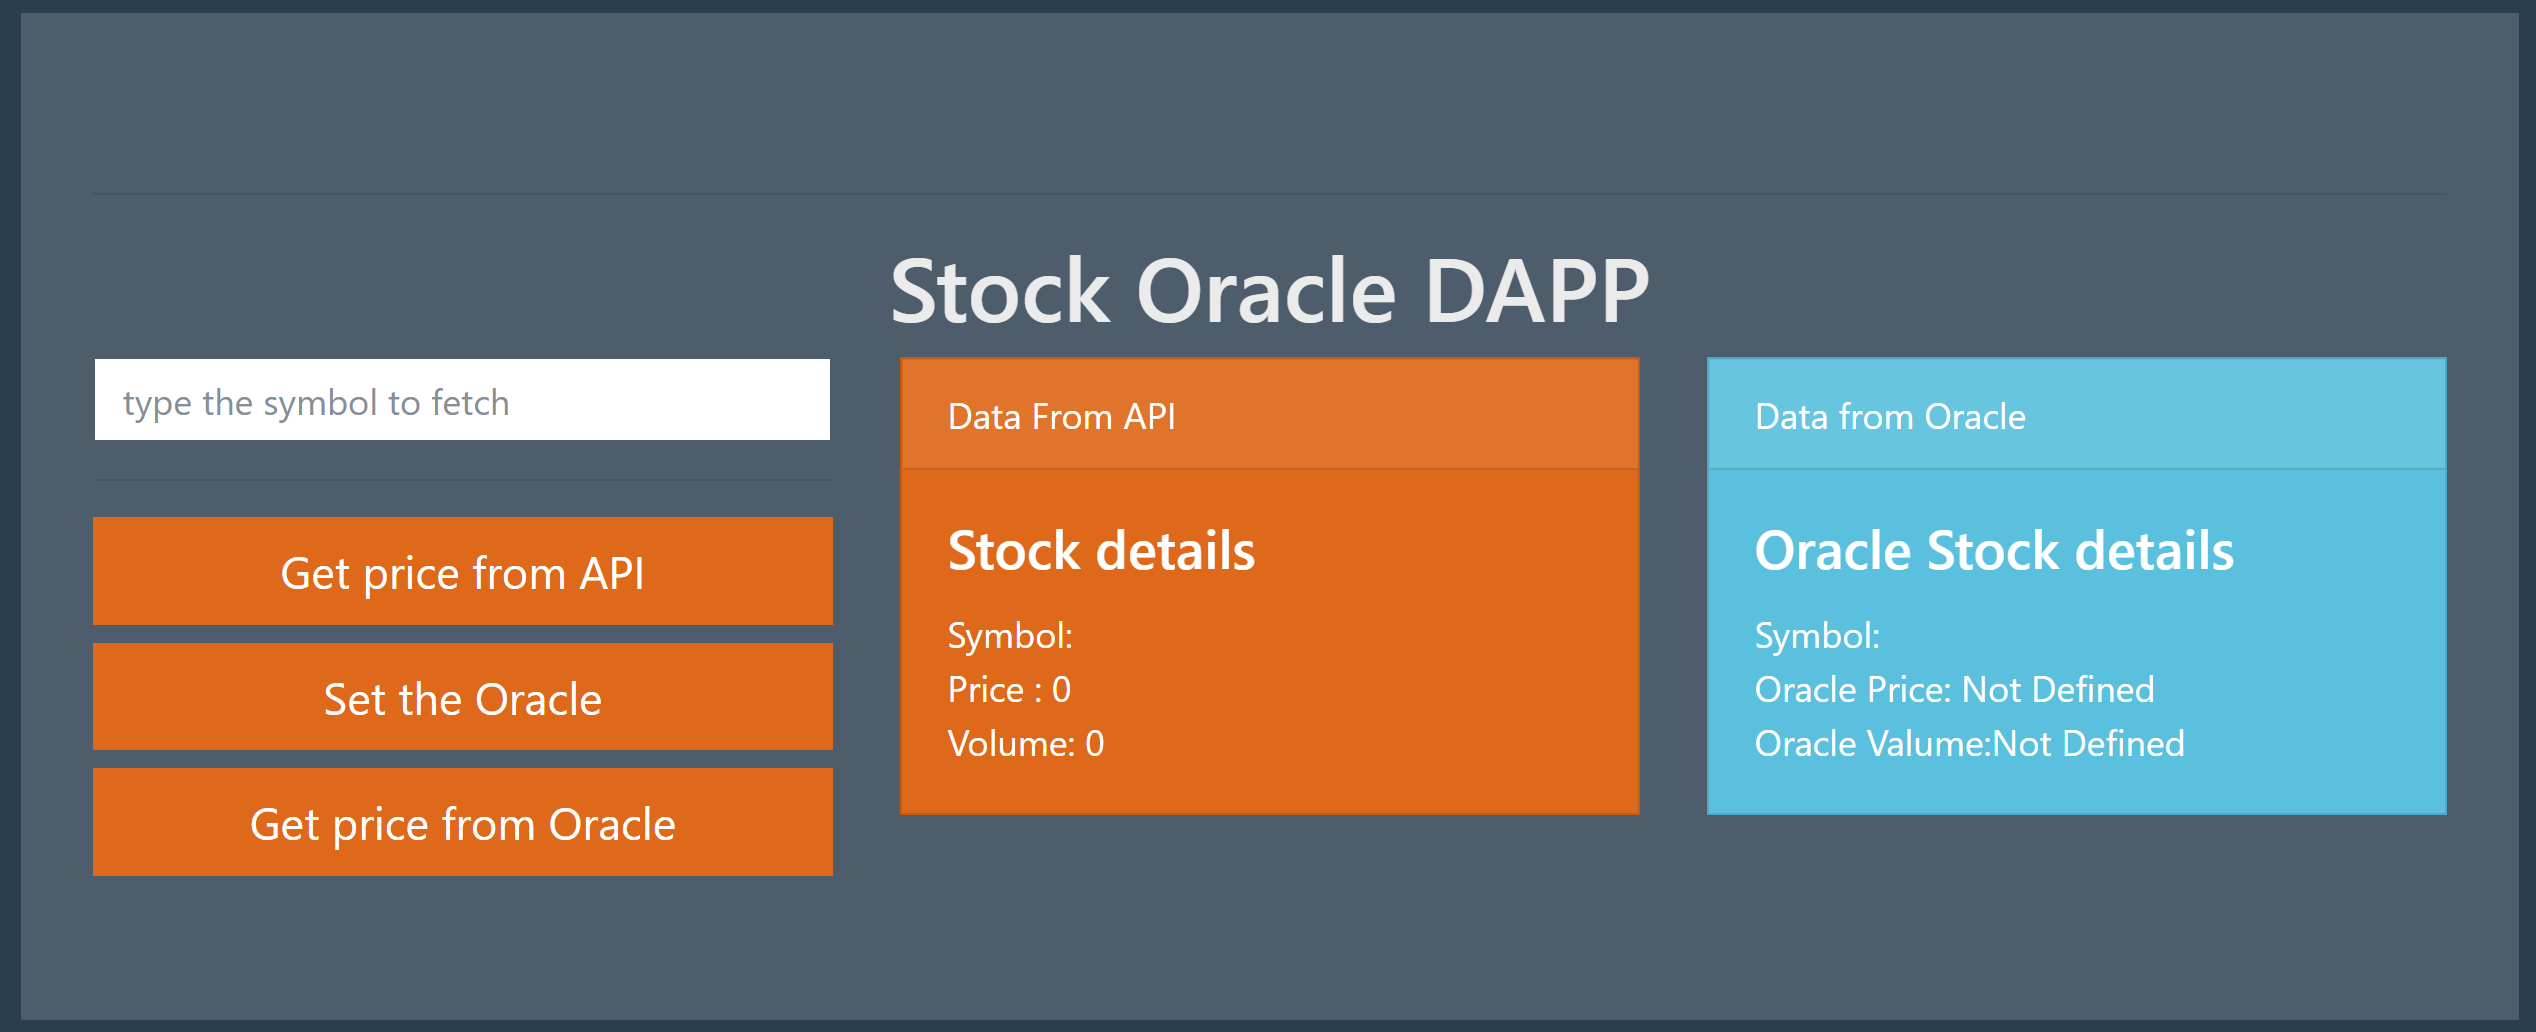 Stock Oracle DAPP
type the symbol to fetch
Get price from API
Set the Oracle
Get price from Oracle
Data From API
Stock details
Symbol:
Price : 0
Volume: 0
Data from Oracle
Oracle Stock details
Symbol:
Oracle Price: Not Defined
Oracle Valume:Not Defined